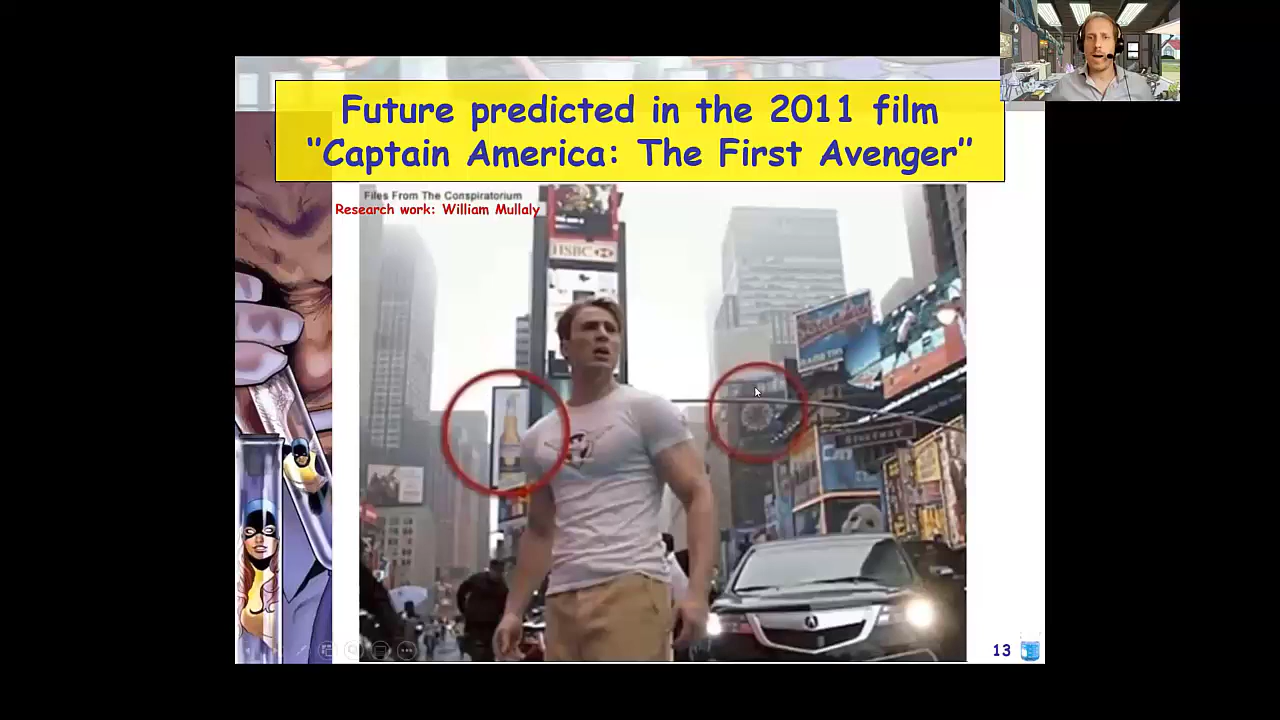 Future predicted in the 2011 film
‘‘Captain America: The First Avenger’’
Files From The Conspiratorium
Research work: William Mullaly
HSBC
13